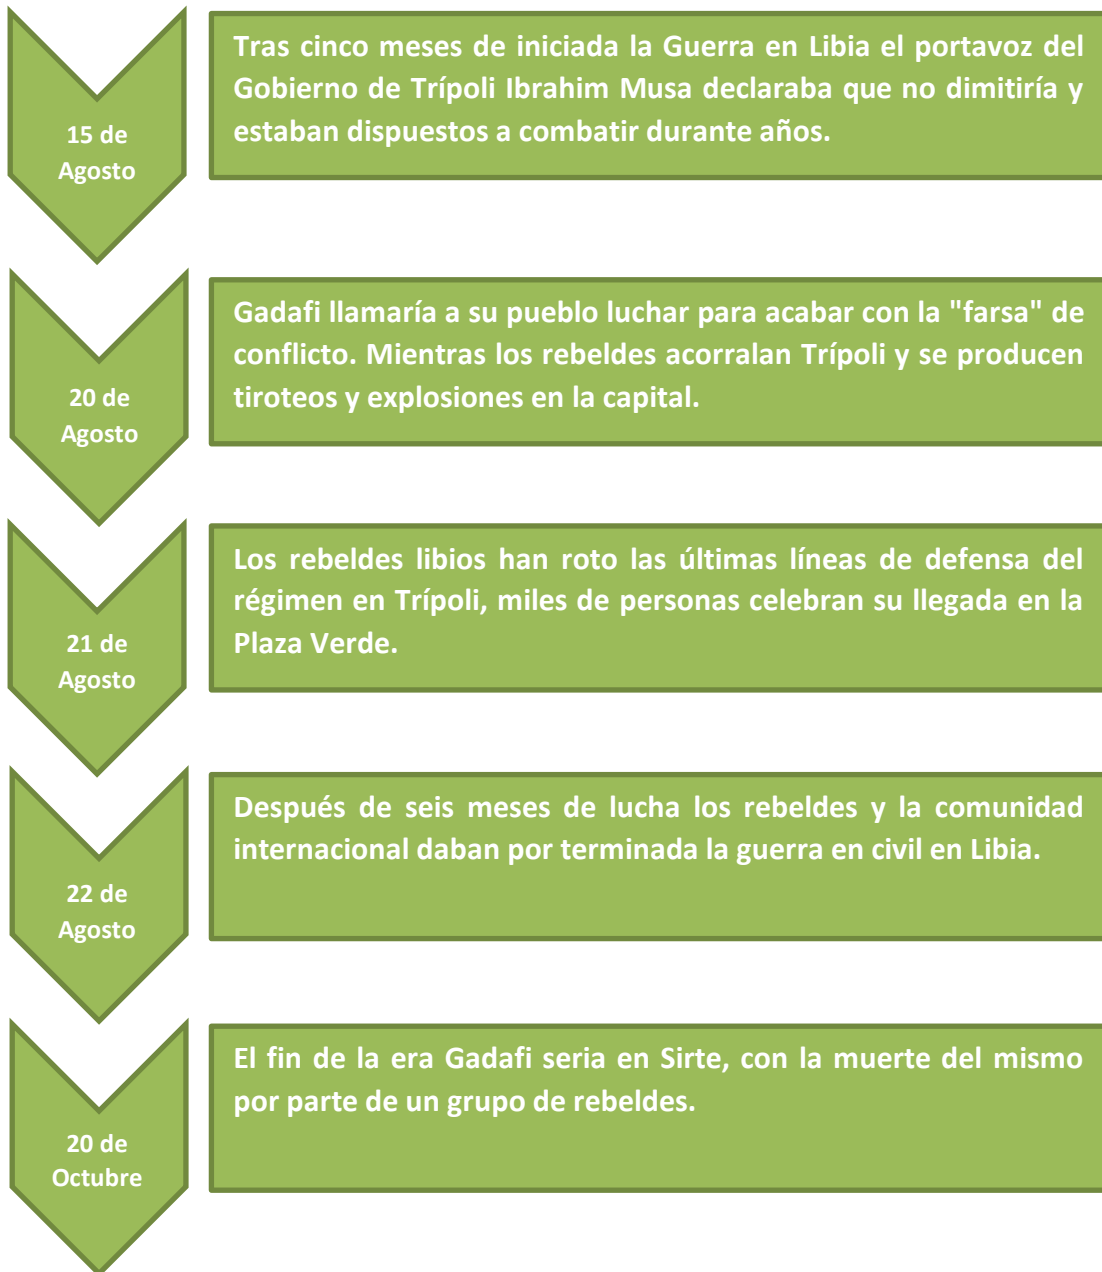 15 de
Agosto
Tras cinco meses de iniciada la Guerra en Libia el portavoz del
Gobierno de Trípoli Ibrahim Musa declaraba que no dimitiría y
estaban dispuestos a combatir durante años.
20 de
Agosto
Gadafi llamaría a su pueblo luchar para acabar con la "farsa" de
conflicto. Mientras los rebeldes acorralan Trípoli y se producen
tiroteos y explosiones en la capital.
21 de
Agosto
Los rebeldes libios han roto las últimas líneas de defensa del
régimen en Trípoli, miles de personas celebran su llegada en la
Plaza Verde.
22 de
Agosto
Después de seis meses de lucha los rebeldes y la comunidad
internacional daban por terminada la guerra en civil en Libia.
20 de
Octubre
El fin de la era Gadafi seria en Sirte, con la muerte del mismo
por parte de un grupo de rebeldes.